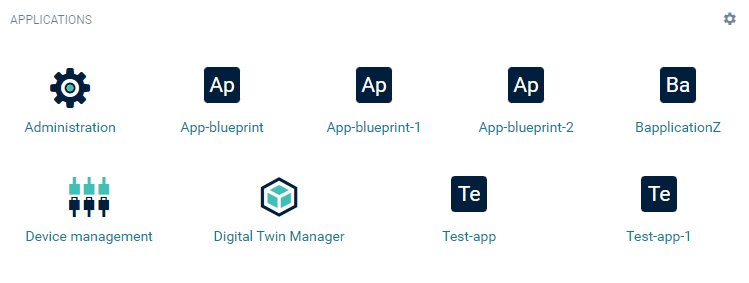 APPLICATIONS
Ap Ap Ap Ba
Administration App-blueprint App-blueprint-1 App-blueprint-2 BapplicationZ
Te Te
Device management Digital Twin Manager Test-app Test-app-1